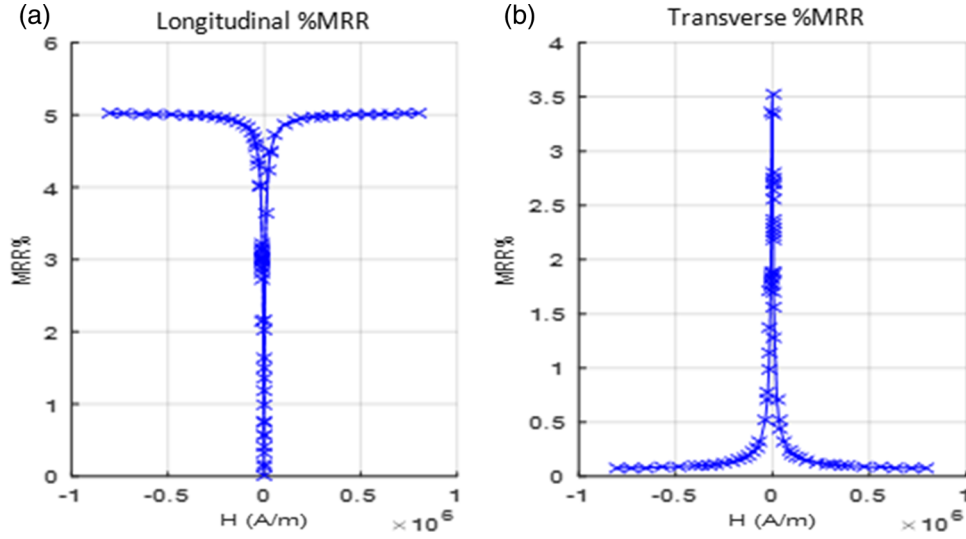 (a) Longitudinal %MRR
6
5
4
3
2
1
0
MRR%
-1 -0.5 0 0.5 1
H (A/m)
× 10⁶
(b) Transverse %MRR
4
3.5
3
2.5
2
1.5
1
0.5
0
MRR%
-1 -0.5 0 0.5 1
H (A/m)
× 10⁶